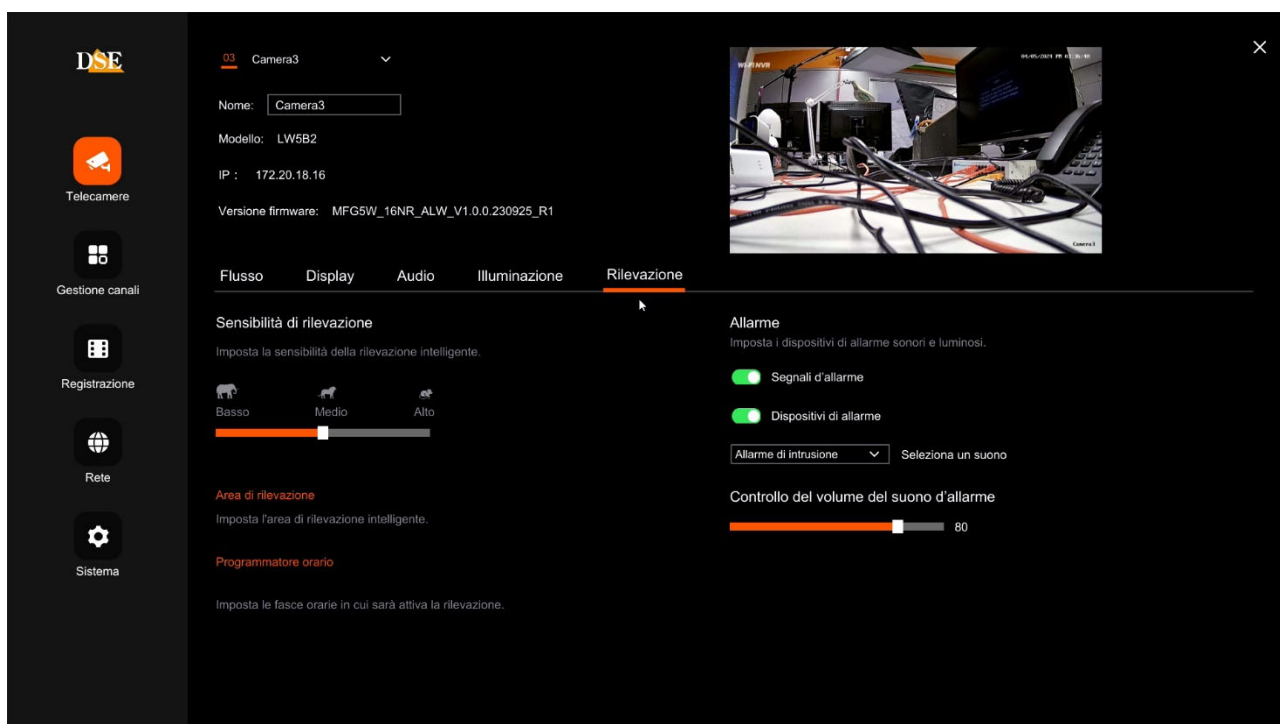 DSE
03 Camera3
Nome: Camera3
Modello: LW5B2
IP : 172.20.18.16
Versione firmware: MFG5W_16NR_ALW_V1.0.0.230925_R1
WI-FI NVR
Camera3
Telecamere
Gestione canali
Registrazione
Rete
Sistema
Flusso Display Audio Illuminazione Rilevazione
Sensibilità di rilevazione
Imposta la sensibilità della rilevazione intelligente.
Basso Medio Alto
Area di rilevazione
Imposta l'area di rilevazione intelligente.
Programmatore orario
Imposta le fasce orarie in cui sarà attiva la rilevazione.
Allarme
Imposta i dispositivi di allarme sonori e luminosi.
Segnali d'allarme
Dispositivi di allarme
Allarme di intrusione Seleziona un suono
Controllo del volume del suono d'allarme
80